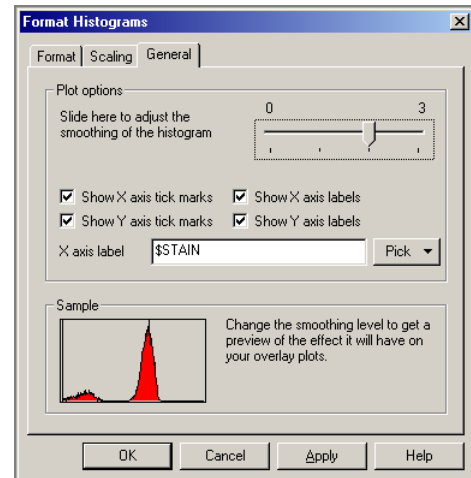 Format Histograms
Format Scaling General
Plot options
Slide here to adjust the
smoothing of the histogram
0 3
Show X axis tick marks Show X axis labels
Show Y axis tick marks Show Y axis labels
X axis label $STAIN Pick
Sample
Change the smoothing level to get a
preview of the effect it will have on
your overlay plots.
OK Cancel Apply Help